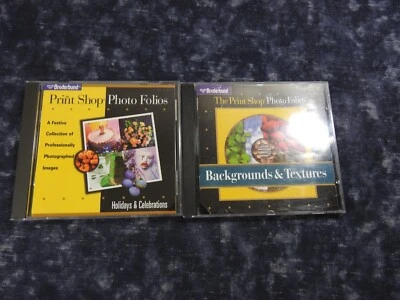 Brøderbund
Print Shop Photo Folios
A Festive
Collection of
Professionally
Photographed
Images
Holidays & Celebrations
Brøderbund
The Print Shop Photo Folios
Backgrounds & Textures